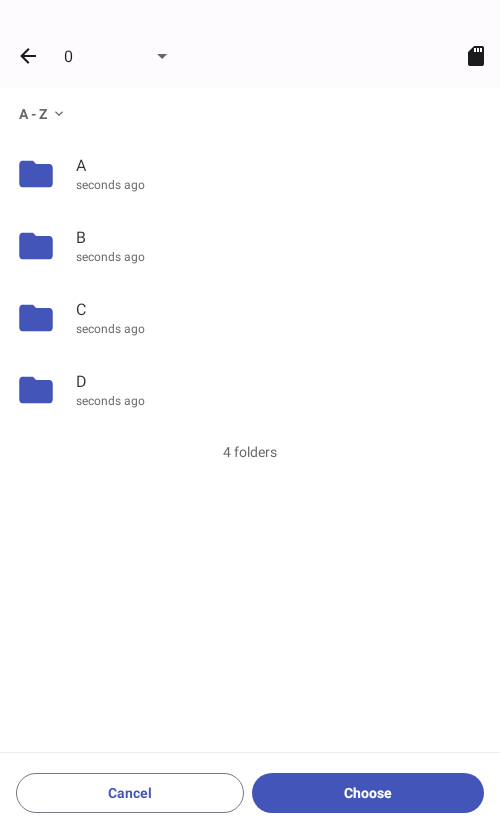 0
A - Z
A
seconds ago
B
seconds ago
C
seconds ago
D
seconds ago
4 folders
Cancel
Choose